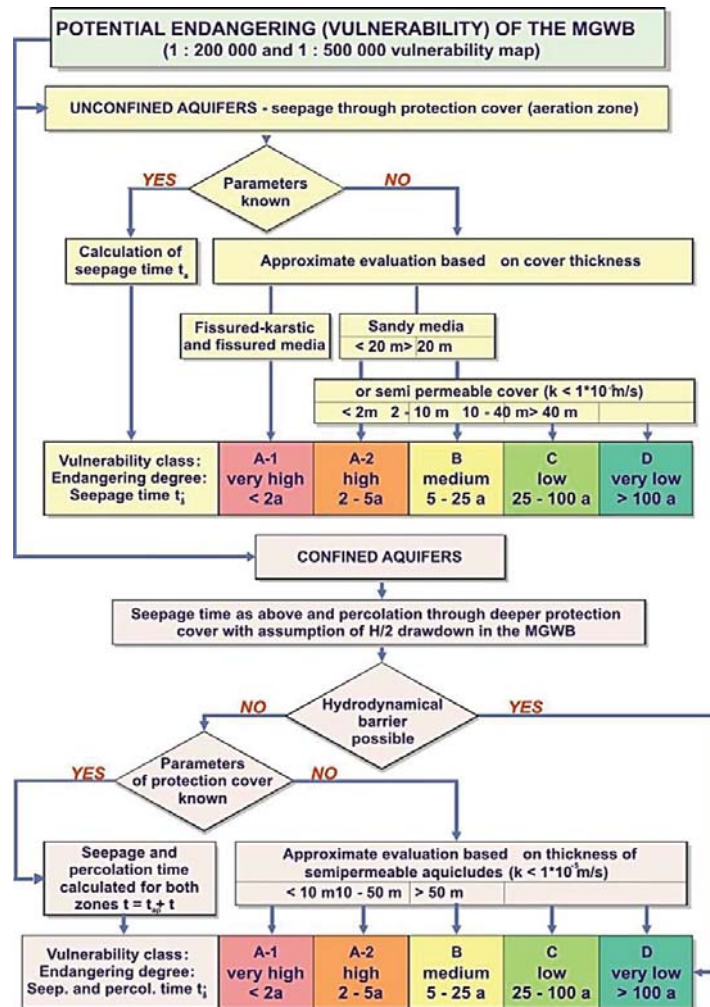 POTENTIAL ENDANGERING (VULNERABILITY) OF THE MGWB
(1 : 200 000 and 1 : 500 000 vulnerability map)
UNCONFINED AQUIFERS - seepage through protection cover (aeration zone)
YES
Parameters
known
NO
Calculation of
seepage time tₐ
Approximate evaluation based on cover thickness
Fissured-karstic
and fissured media
Sandy media
< 20 m> 20 m
or semi permeable cover (k < 1*10 m/s)
< 2m 2 - 10 m 10 - 40 m> 40 m
Vulnerability class:
Endangering degree:
Seepage time t
A-1
very high
< 2a
A-2
high
2 - 5a
B
medium
5 - 25 a
C
low
25 - 100 a
D
very low
> 100 a
CONFINED AQUIFERS
Seepage time as above and percolation through deeper protection
cover with assumption of H/2 drawdown in the MGWB
NO
Hydrodynamical
barrier
possible
YES
YES
Parameters
of protection cover
known
NO
Seepage and
percolation time
calculated for both
zones t = t + t
Approximate evaluation based on thickness of
semipermeable aquicludes (k < 1*10⁻⁵m/s)
< 10 m10 - 50 m > 50 m
Vulnerability class:
Endangering degree:
Seep. and percol. time t
A-1
very high
< 2a
A-2
high
2 - 5a
B
medium
5 - 25 a
C
low
25 - 100 a
D
very low
> 100 a